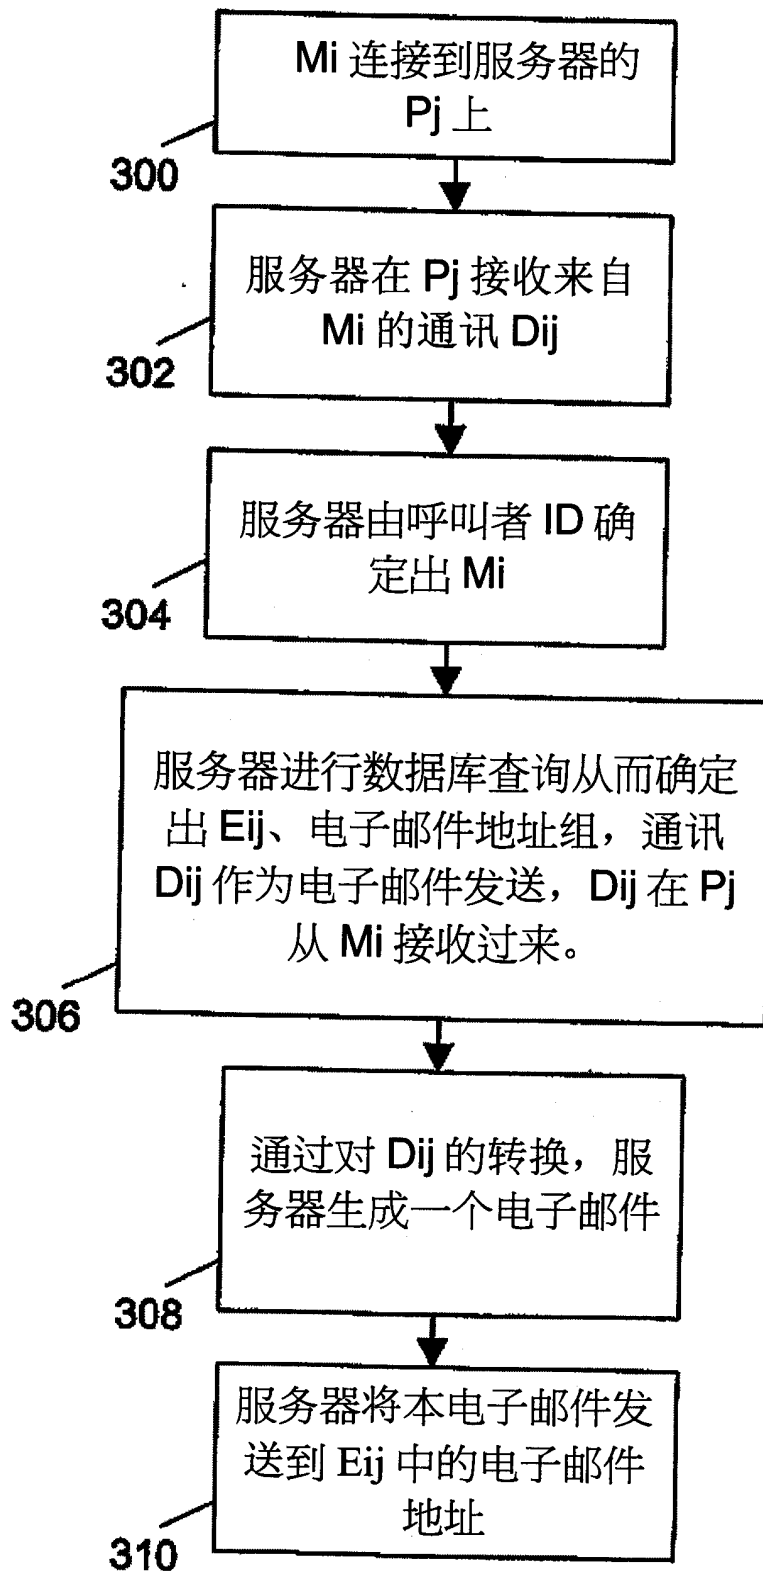 Mi 连接到服务器的
Pj 上
300
服务器在 Pj 接收来自
Mi 的通讯 Dij
302
服务器由呼叫者 ID 确
定出 Mi
304
服务器进行数据库查询从而确定
出 Eij、电子邮件地址组，通讯
Dij 作为电子邮件发送，Dij 在 Pj
从 Mi 接收过来。
306
通过对 Dij 的转换，服
务器生成一个电子邮件
308
服务器将本电子邮件发
送到 Eij 中的电子邮件
地址
310